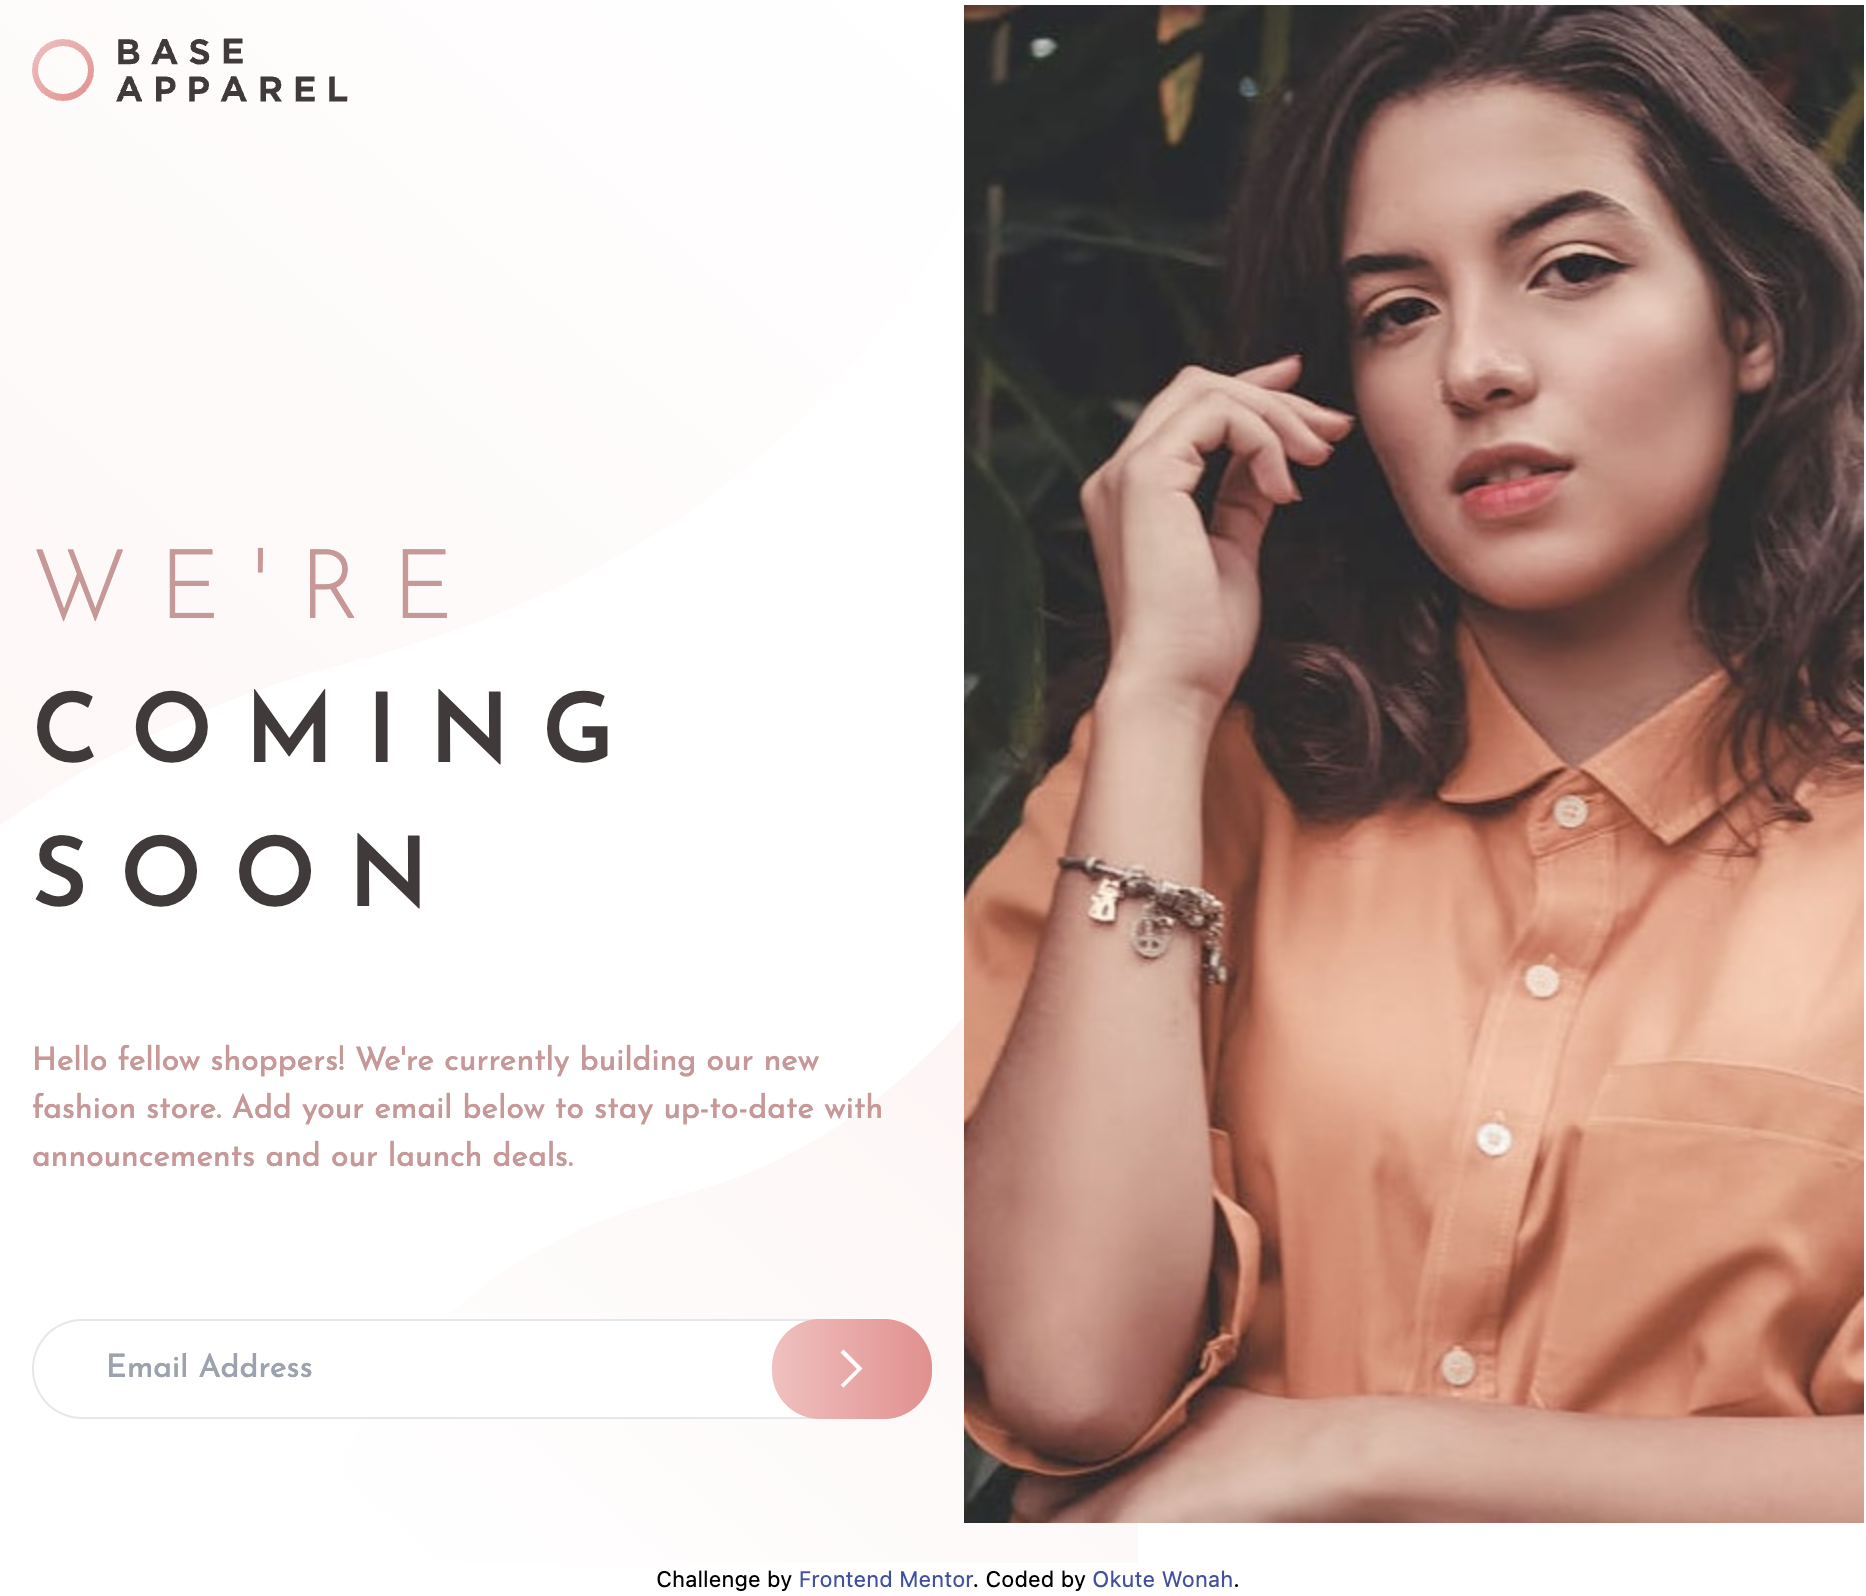 BASE
APPAREL
WE'RE
COMING
SOON
Hello fellow shoppers! We're currently building our new
fashion store. Add your email below to stay up-to-date with
announcements and our launch deals.
Email Address
Challenge by Frontend Mentor. Coded by Okute Wonah.